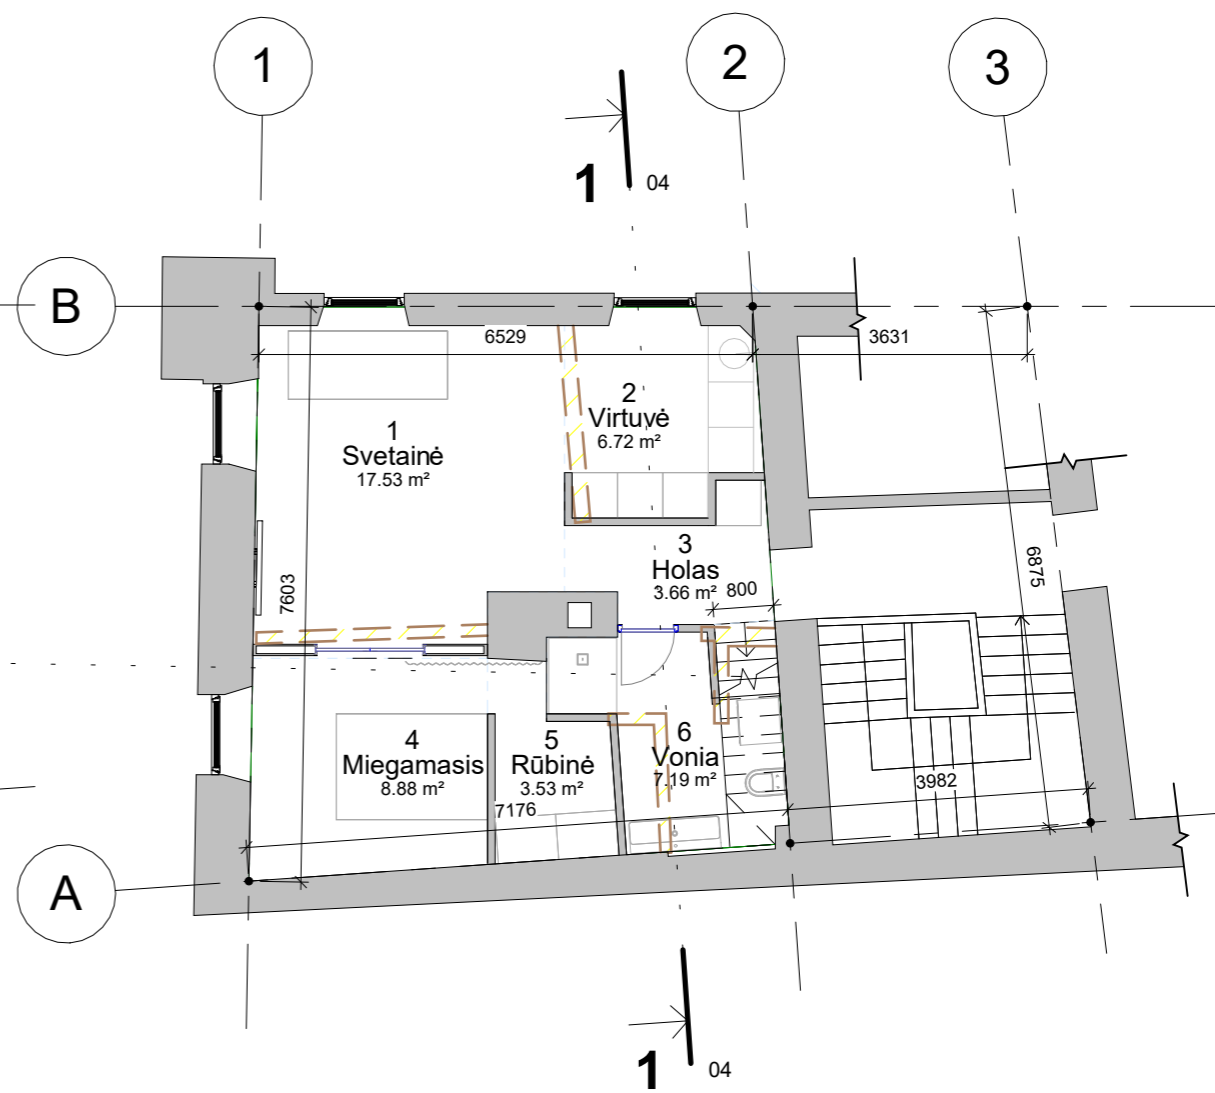 1
2
3
1
04
B
6529
3631
2
Virtuvė
6.72 m²
1
Svetainė
17.53 m²
3
Holas
3.66 m²
800
6875
7603
4
Miegamasis
8.88 m²
5
Rūbinė
3.53 m²
6
Vonia
7.19 m²
7176
3982
A
1
04